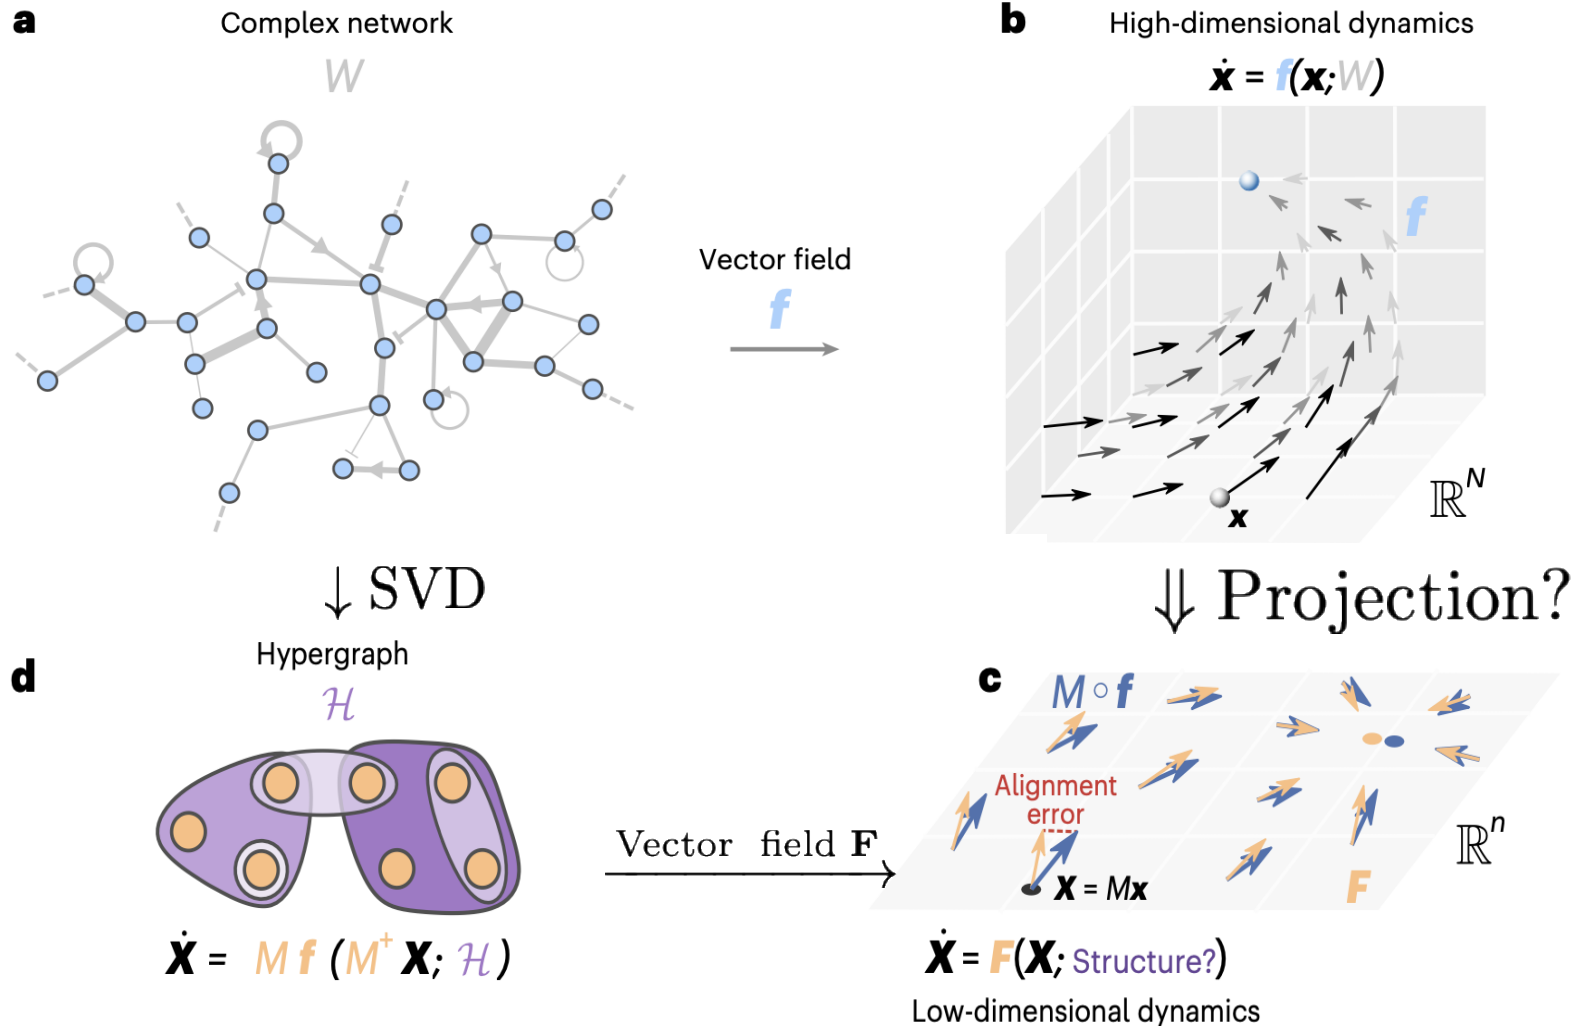 a
Complex network
W
b
High-dimensional dynamics
ẋ = f(x;W)
f
Vector field
f
x
ℝᴺ
↓ SVD
⇓ Projection?
d
Hypergraph
ℋ
c
M ∘ f
Alignment
error
X = Mx
ℝⁿ
F
Vector field F
Ẋ = M f (M⁺ X; ℋ)
Ẋ = F(X; Structure?)
Low-dimensional dynamics